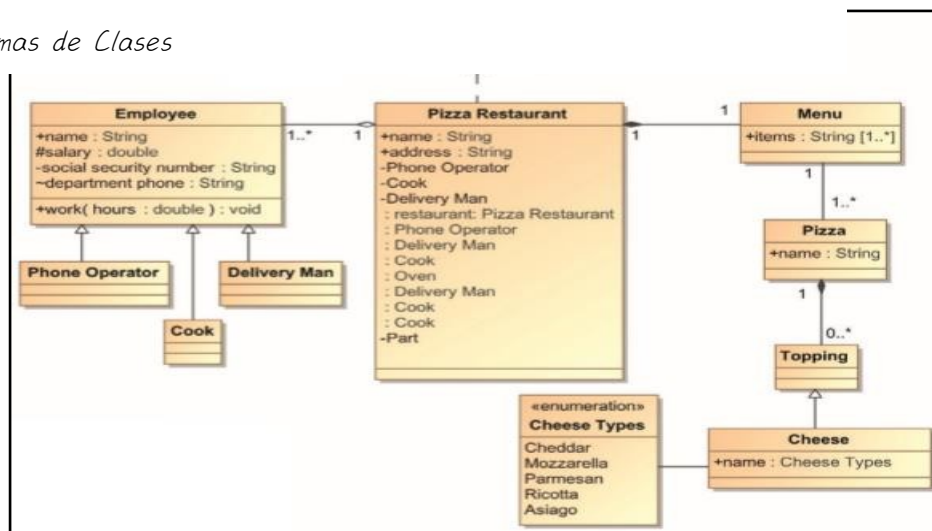 mas de Clases
Employee
+name : String
#salary : double
-social security number : String
~department phone : String
+work( hours : double ) : void
1..*
1
Pizza Restaurant
+name : String
+address : String
-Phone Operator
-Cook
-Delivery Man
: restaurant: Pizza Restaurant
: Phone Operator
: Delivery Man
: Cook
: Oven
: Delivery Man
: Cook
: Cook
-Part
1
1
Menu
+items : String [1..*]
1
1..*
Pizza
+name : String
1
0..*
Topping
Phone Operator
Delivery Man
Cook
«enumeration»
Cheese Types
Cheddar
Mozzarella
Parmesan
Ricotta
Asiago
Cheese
+name : Cheese Types